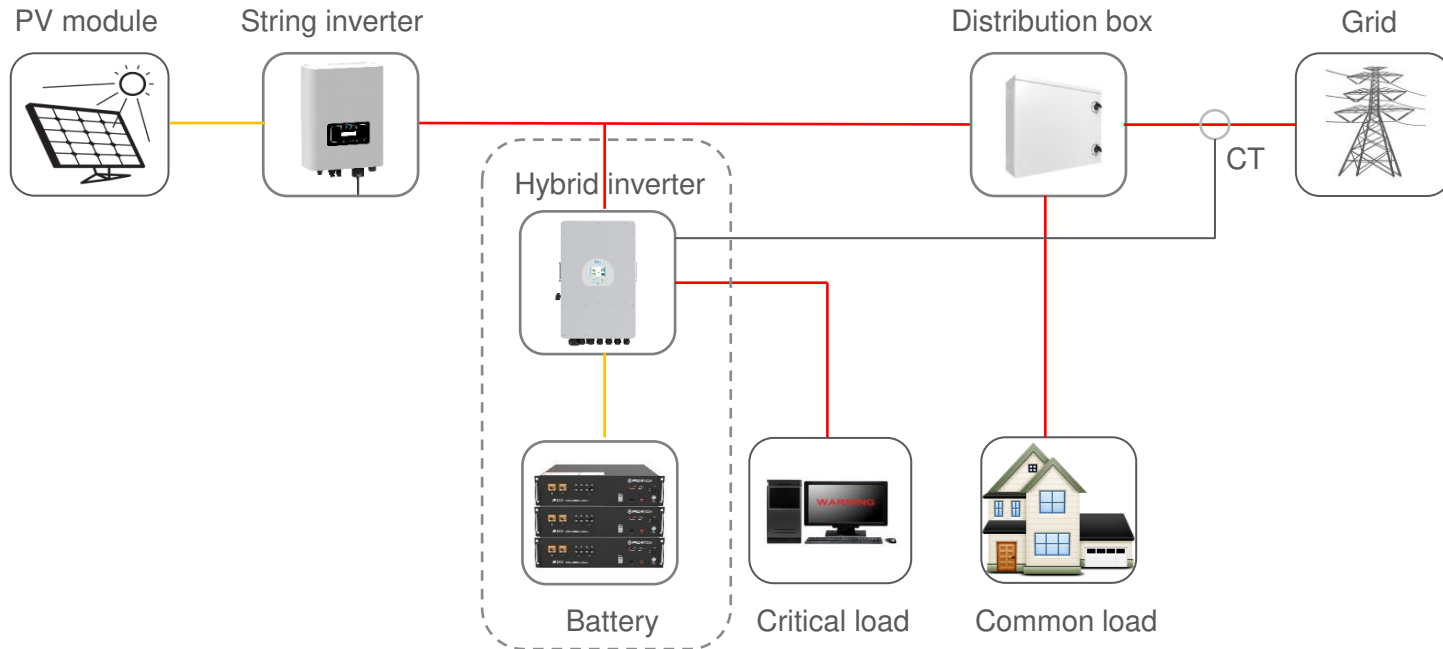 PV module
String inverter
Distribution box
Grid
CT
Hybrid inverter
WARNING
Battery
Critical load
Common load